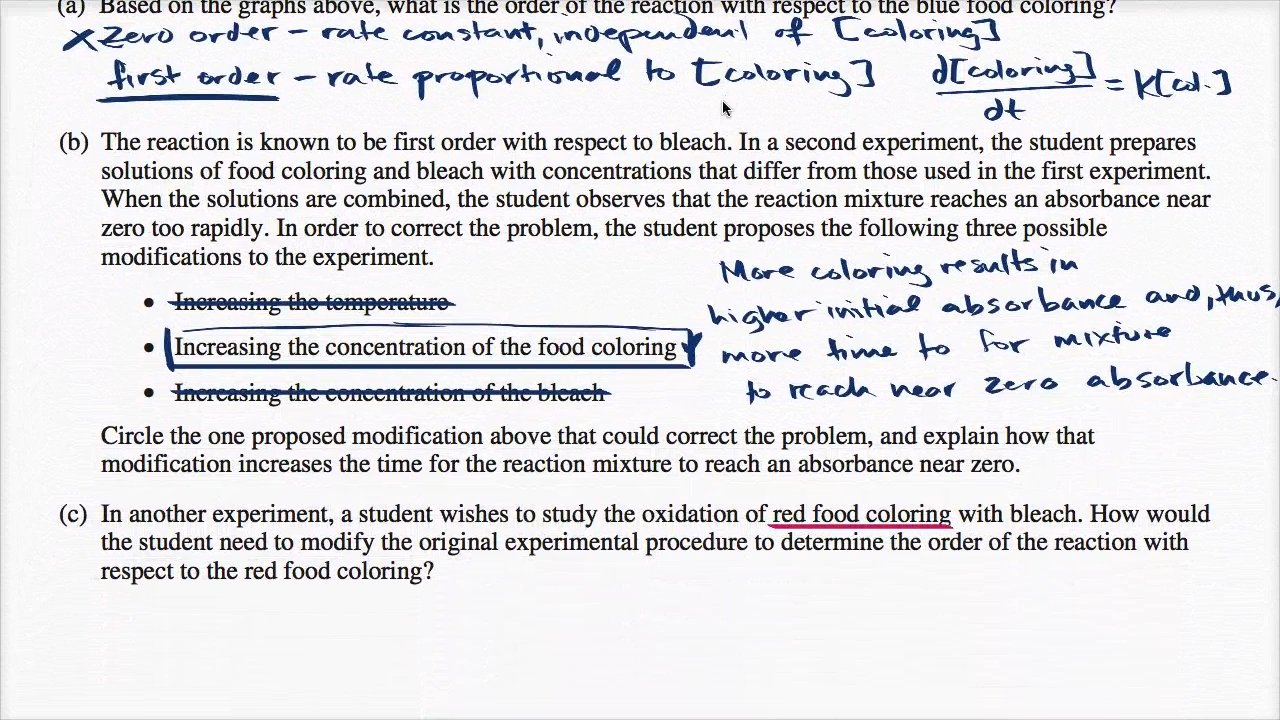 (a) Based on the graphs above, what is the order of the reaction with respect to the blue food coloring?
x Zero order – rate constant, independent of [coloring]
first order – rate proportional to [coloring] d[coloring]/dt = K[col.]
(b) The reaction is known to be first order with respect to bleach. In a second experiment, the student prepares
solutions of food coloring and bleach with concentrations that differ from those used in the first experiment.
When the solutions are combined, the student observes that the reaction mixture reaches an absorbance near
zero too rapidly. In order to correct the problem, the student proposes the following three possible
modifications to the experiment.
• Increasing the temperature
• Increasing the concentration of the food coloring
• Increasing the concentration of the bleach
More coloring results in
higher initial absorbance and, thus
more time to for mixture
to reach near zero absorbance.
Circle the one proposed modification above that could correct the problem, and explain how that
modification increases the time for the reaction mixture to reach an absorbance near zero.
(c) In another experiment, a student wishes to study the oxidation of red food coloring with bleach. How would
the student need to modify the original experimental procedure to determine the order of the reaction with
respect to the red food coloring?